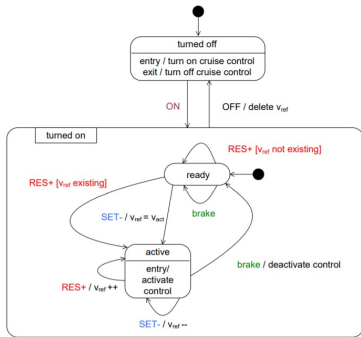 turned off
entry / turn on cruise control
exit / turn off cruise control
ON
OFF / delete vref
turned on
RES+ [vref not existing]
RES+ [vref existing]
ready
SET- / vref = vact
brake
active
entry/
activate
control
brake / deactivate control
RES+ / vref ++
SET- / vref --